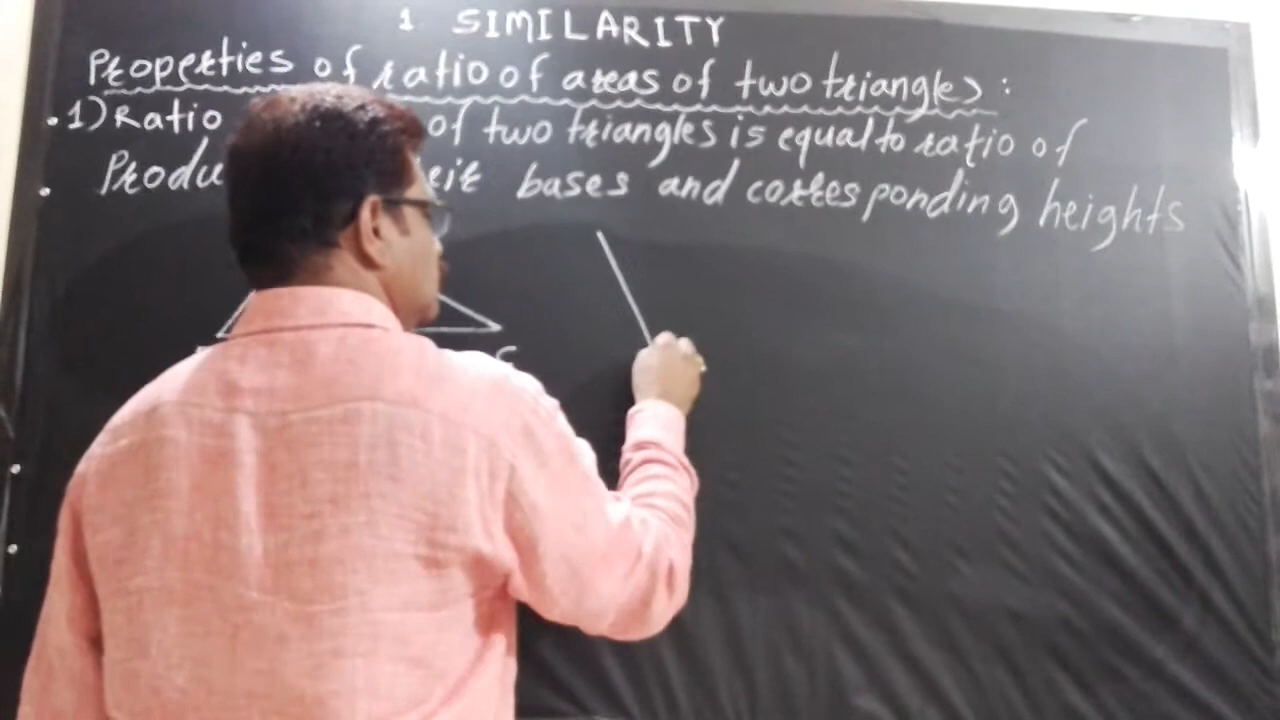 1 SIMILARITY
Properties of ratio of areas of two triangles :
1) Ratio of two triangles is equal to ratio of
bases and corresponding heights
C